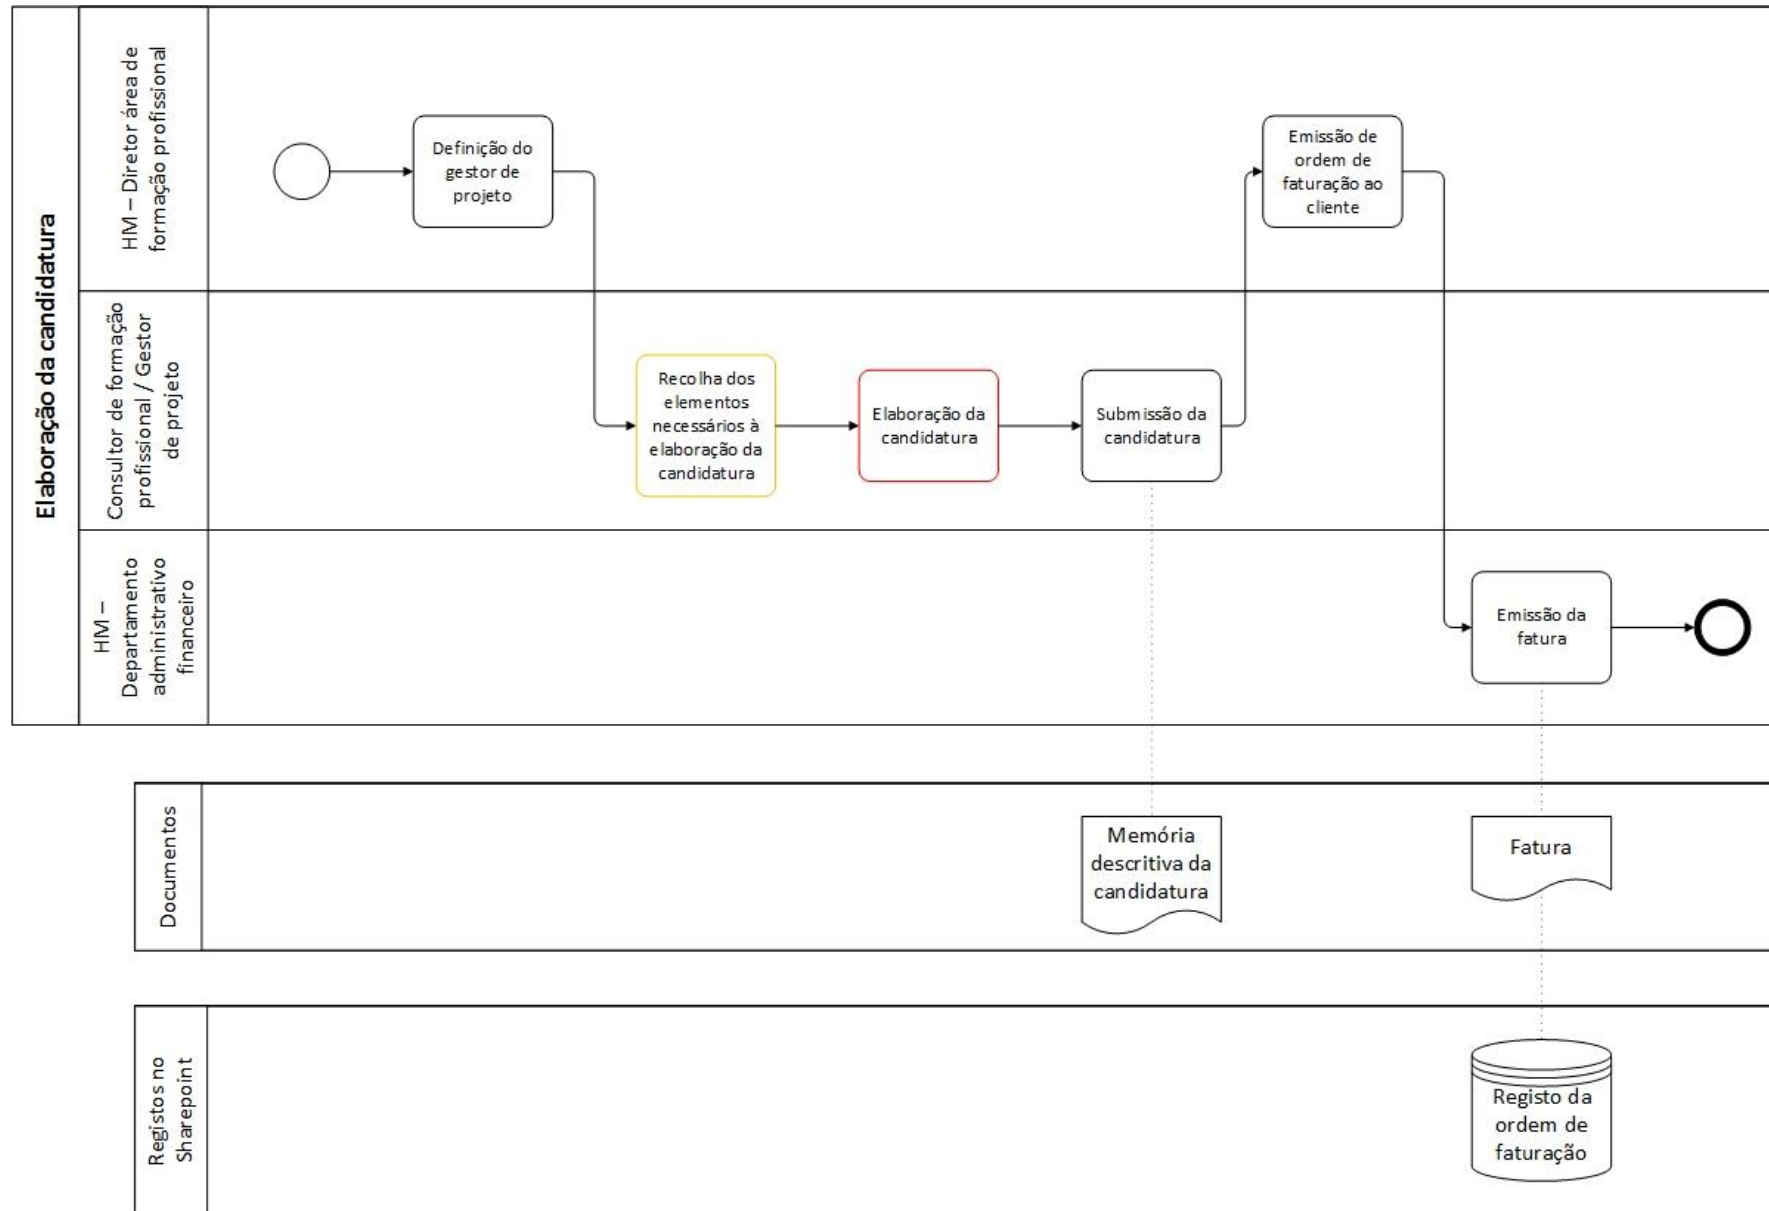 Elaboração da candidatura
HM – Diretor área de
formação profissional
Definição do
gestor de
projeto
Emissão de
ordem de
faturação ao
cliente
Consultor de formação
profissional / Gestor
de projeto
Recolha dos
elementos
necessários à
elaboração da
candidatura
Elaboração da
candidatura
Submissão da
candidatura
HM –
Departamento
administrativo
financeiro
Emissão da
fatura
Documentos
Memória
descritiva da
candidatura
Fatura
Registos no
Sharepoint
Registo da
ordem de
faturação